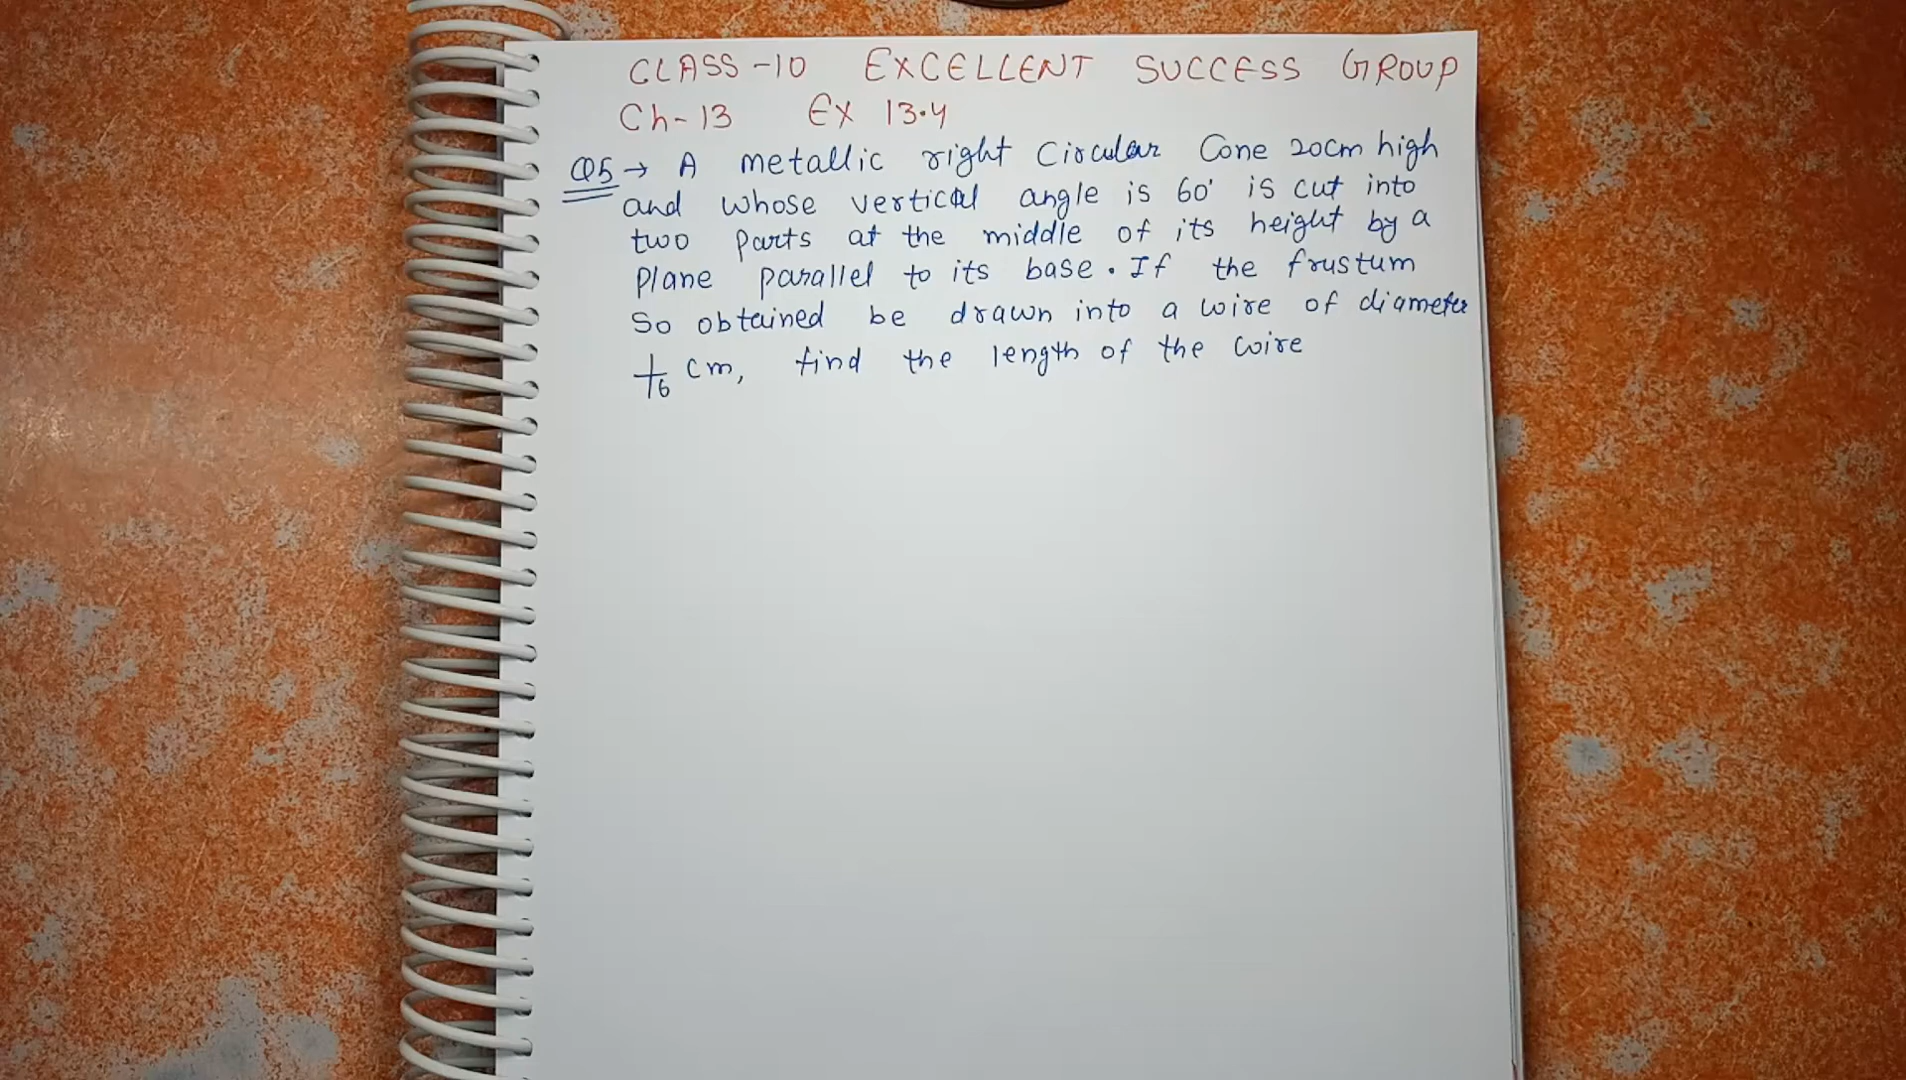 CLASS-10 EXCELLENT SUCCESS GROUP
Ch-13 Ex 13.4
Q5 → A metallic right Circular Cone 20cm high
and whose vertical angle is 60° is cut into
two parts at the middle of its height by a
Plane parallel to its base. If the frustum
So obtained be drawn into a wire of diameter
1/16 cm, find the length of the wire